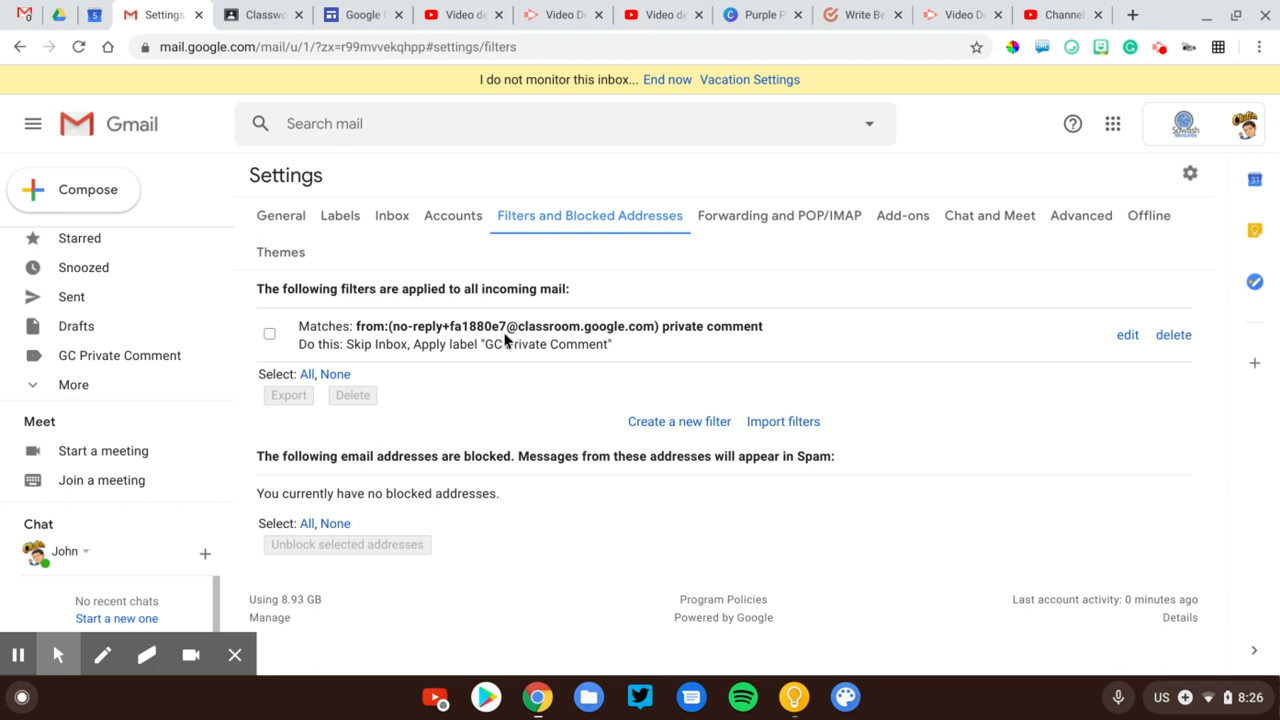 Settings
Classwo
Google C
Video de
Video De
Video de
Purple P
Write Be
Video De
Channel
mail.google.com/mail/u/1/?zx=r99mvvekqhpp#settings/filters
I do not monitor this inbox... End now Vacation Settings
Gmail
Search mail
Compose
Settings
General Labels Inbox Accounts Filters and Blocked Addresses Forwarding and POP/IMAP Add-ons Chat and Meet Advanced Offline
Themes
Starred
Snoozed
Sent
Drafts
GC Private Comment
More
Meet
Start a meeting
Join a meeting
Chat
John
No recent chats
Start a new one
The following filters are applied to all incoming mail:
Matches: from:(no-reply+fa1880e7@classroom.google.com) private comment
Do this: Skip Inbox, Apply label "GC Private Comment"
edit delete
Select: All, None
Export Delete
Create a new filter Import filters
The following email addresses are blocked. Messages from these addresses will appear in Spam:
You currently have no blocked addresses.
Select: All, None
Unblock selected addresses
Using 8.93 GB
Manage
Program Policies
Powered by Google
Last account activity: 0 minutes ago
Details
US 8:26